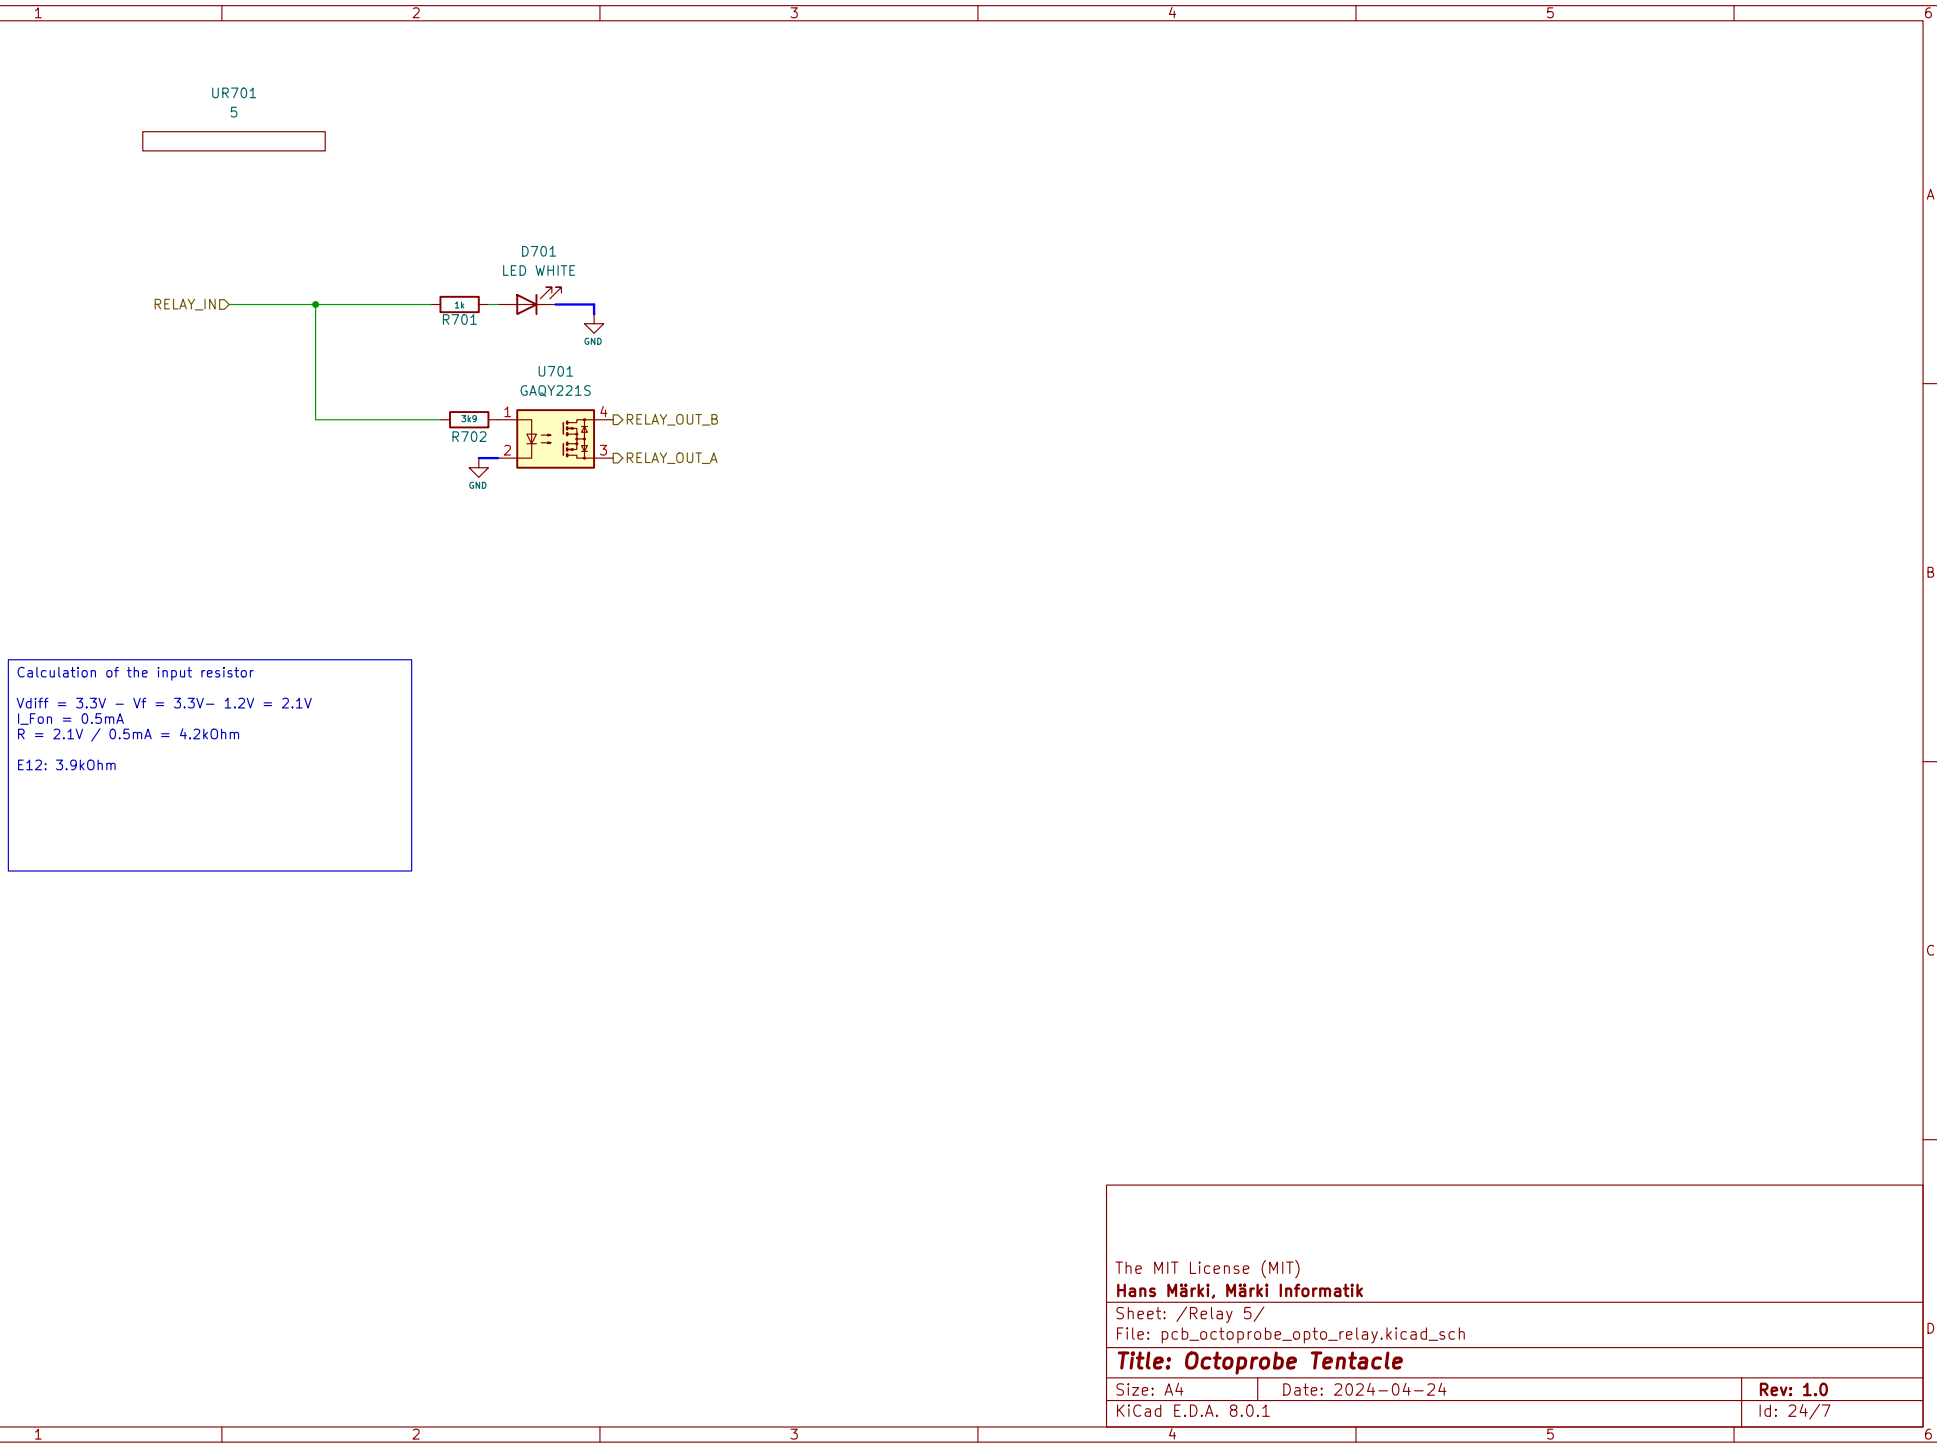 1 2 3 4 5 6
UR701
5
A
D701
LED WHITE
RELAY_IN
1k
R701
GND
U701
GAQY221S
3k9
R702
1
4
RELAY_OUT_B
2
3
RELAY_OUT_A
GND
B
Calculation of the input resistor
Vdiff = 3.3V - Vf = 3.3V- 1.2V = 2.1V
I_Fon = 0.5mA
R = 2.1V / 0.5mA = 4.2kOhm
E12: 3.9kOhm
C
The MIT License (MIT)
Hans Märki, Märki Informatik
Sheet: /Relay 5/
File: pcb_octoprobe_opto_relay.kicad_sch
D
Title: Octoprobe Tentacle
Size: A4 Date: 2024-04-24 Rev: 1.0
KiCad E.D.A. 8.0.1 Id: 24/7
1 2 3 4 5 6